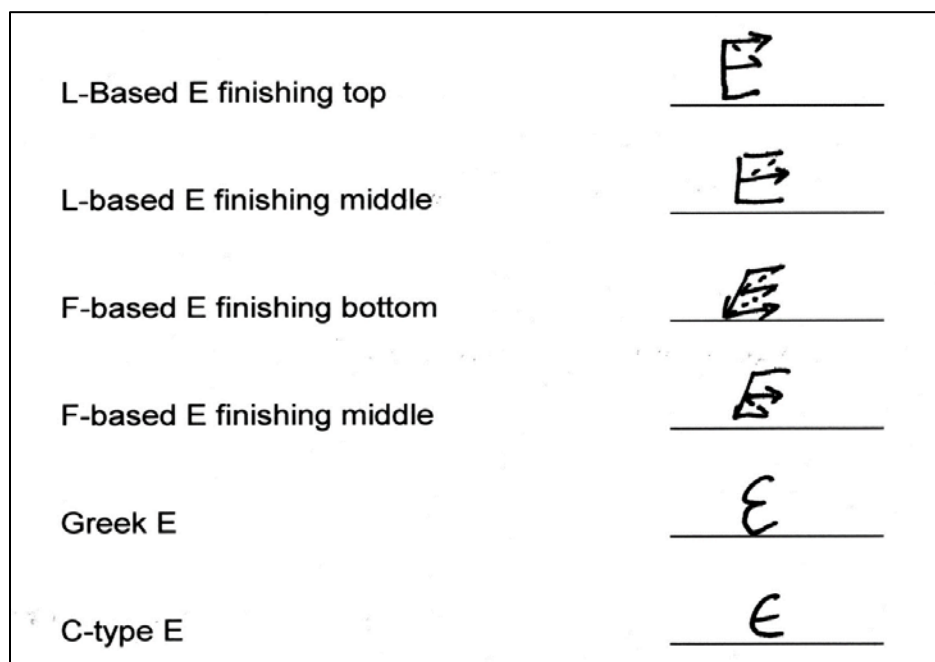 L-Based E finishing top E
L-based E finishing middle E
F-based E finishing bottom E
F-based E finishing middle E
Greek E Ɛ
C-type E Є